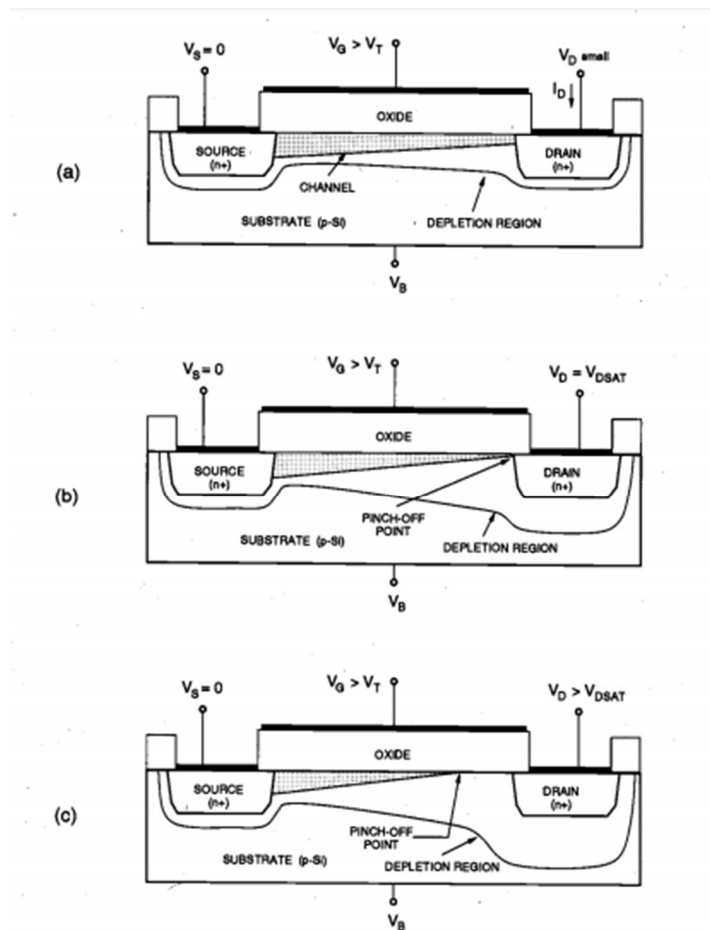 V_S = 0
V_G > V_T
V_D small
I_D
OXIDE
SOURCE
(n+)
DRAIN
(n+)
(a)
CHANNEL
DEPLETION REGION
SUBSTRATE (p-Si)
V_B
V_S = 0
V_G > V_T
V_D = V_DSAT
OXIDE
SOURCE
(n+)
DRAIN
(n+)
(b)
PINCH-OFF
POINT
DEPLETION REGION
SUBSTRATE (p-Si)
V_B
V_S = 0
V_G > V_T
V_D > V_DSAT
OXIDE
SOURCE
(n+)
DRAIN
(n+)
(c)
PINCH-OFF
POINT
DEPLETION REGION
SUBSTRATE (p-Si)
V_B